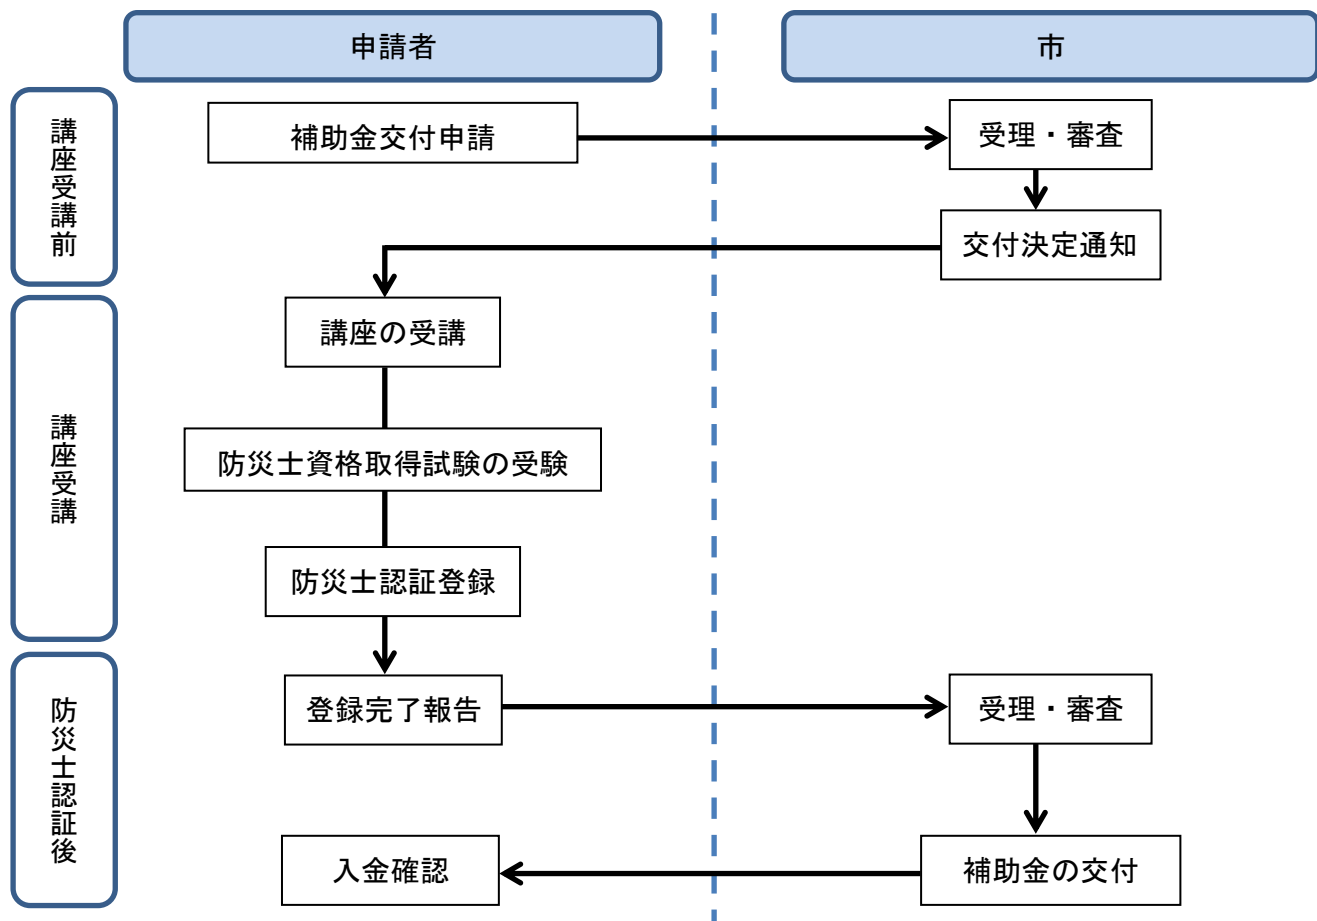 申請者
市
講座受講前
補助金交付申請
受理・審査
交付決定通知
講座受講
講座の受講
防災士資格取得試験の受験
防災士認証登録
防災士認証後
登録完了報告
受理・審査
入金確認
補助金の交付